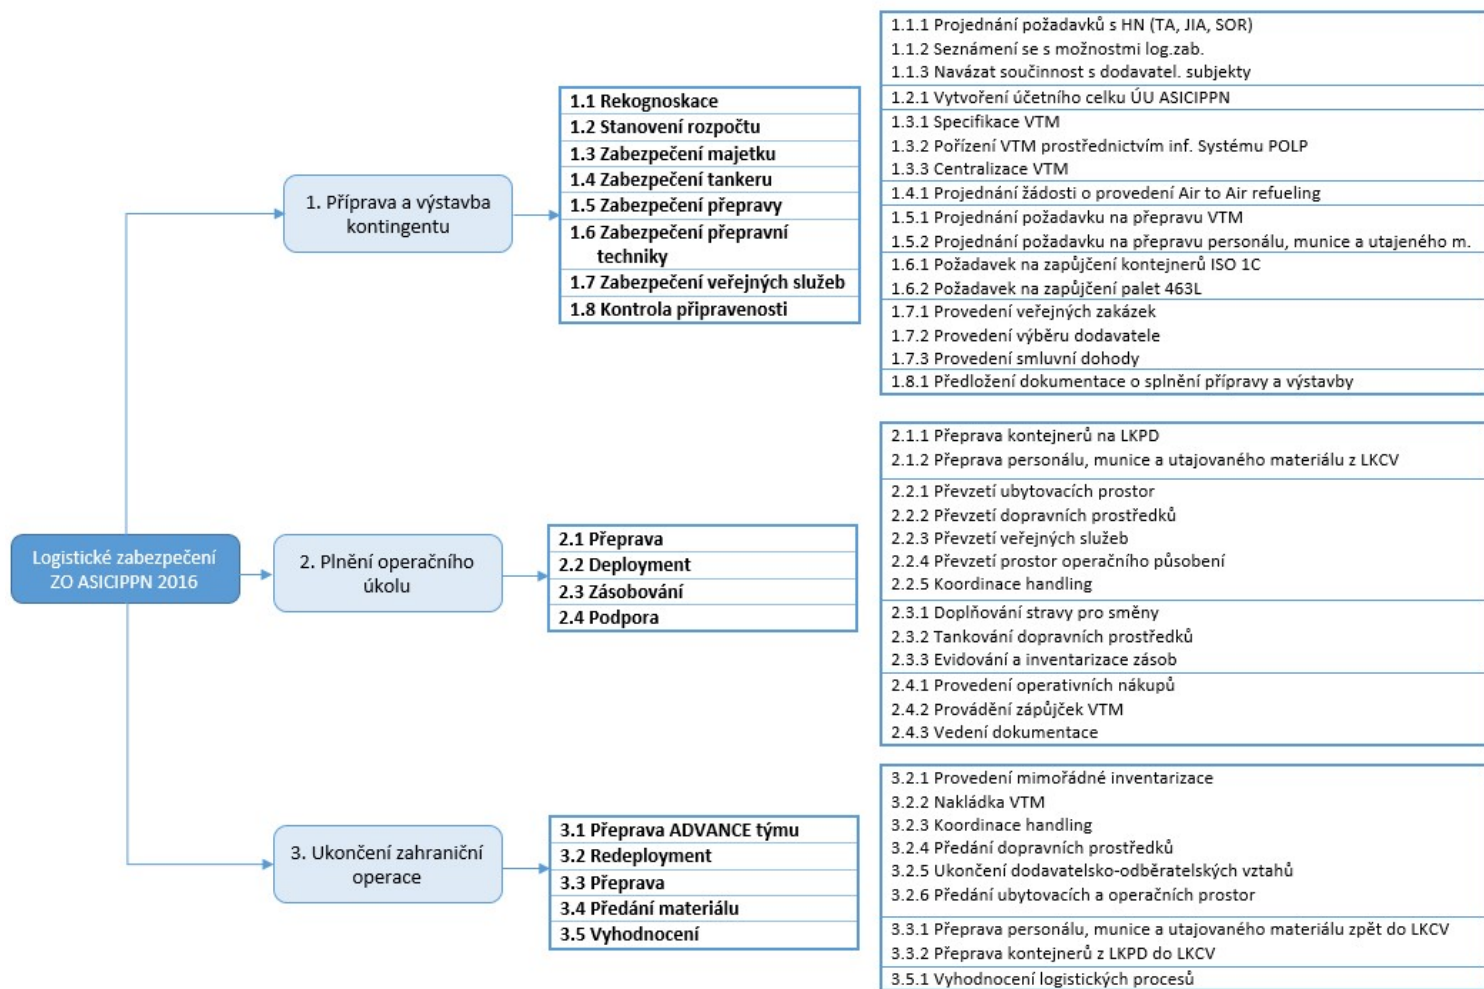 Logistické zabezpečení
ZO ASICIPPN 2016
1. Příprava a výstavba
kontingentu
1.1 Rekognoskace
1.2 Stanovení rozpočtu
1.3 Zabezpečení majetku
1.4 Zabezpečení tankeru
1.5 Zabezpečení přepravy
1.6 Zabezpečení přepravní
techniky
1.7 Zabezpečení veřejných služeb
1.8 Kontrola připravenosti
1.1.1 Projednání požadavků s HN (TA, JIA, SOR)
1.1.2 Seznámení se s možnostmi log.zab.
1.1.3 Navázat součinnost s dodavatel. subjekty
1.2.1 Vytvoření účetního celku ÚU ASICIPPN
1.3.1 Specifikace VTM
1.3.2 Pořízení VTM prostřednictvím inf. Systému POLP
1.3.3 Centralizace VTM
1.4.1 Projednání žádosti o provedení Air to Air refueling
1.5.1 Projednání požadavku na přepravu VTM
1.5.2 Projednání požadavku na přepravu personálu, munice a utajeného m.
1.6.1 Požadavek na zapůjčení kontejnerů ISO 1C
1.6.2 Požadavek na zapůjčení palet 463L
1.7.1 Provedení veřejných zakázek
1.7.2 Provedení výběru dodavatele
1.7.3 Provedení smluvní dohody
1.8.1 Předložení dokumentace o splnění přípravy a výstavby
2. Plnění operačního
úkolu
2.1 Přeprava
2.2 Deployment
2.3 Zásobování
2.4 Podpora
2.1.1 Přeprava kontejnerů na LKPD
2.1.2 Přeprava personálu, munice a utajovaného materiálu z LKCV
2.2.1 Převzetí ubytovacích prostor
2.2.2 Převzetí dopravních prostředků
2.2.3 Převzetí veřejných služeb
2.2.4 Převzetí prostor operačního působení
2.2.5 Koordinace handling
2.3.1 Doplňování stravy pro směny
2.3.2 Tankování dopravních prostředků
2.3.3 Evidování a inventarizace zásob
2.4.1 Provedení operativních nákupů
2.4.2 Provádění zápůjček VTM
2.4.3 Vedení dokumentace
3. Ukončení zahraniční
operace
3.1 Přeprava ADVANCE týmu
3.2 Redeployment
3.3 Přeprava
3.4 Předání materiálu
3.5 Vyhodnocení
3.2.1 Provedení mimořádné inventarizace
3.2.2 Nakládka VTM
3.2.3 Koordinace handling
3.2.4 Předání dopravních prostředků
3.2.5 Ukončení dodavatelsko-odběratelských vztahů
3.2.6 Předání ubytovacích a operačních prostor
3.3.1 Přeprava personálu, munice a utajovaného materiálu zpět do LKCV
3.3.2 Přeprava kontejnerů z LKPD do LKCV
3.5.1 Vyhodnocení logistických procesů